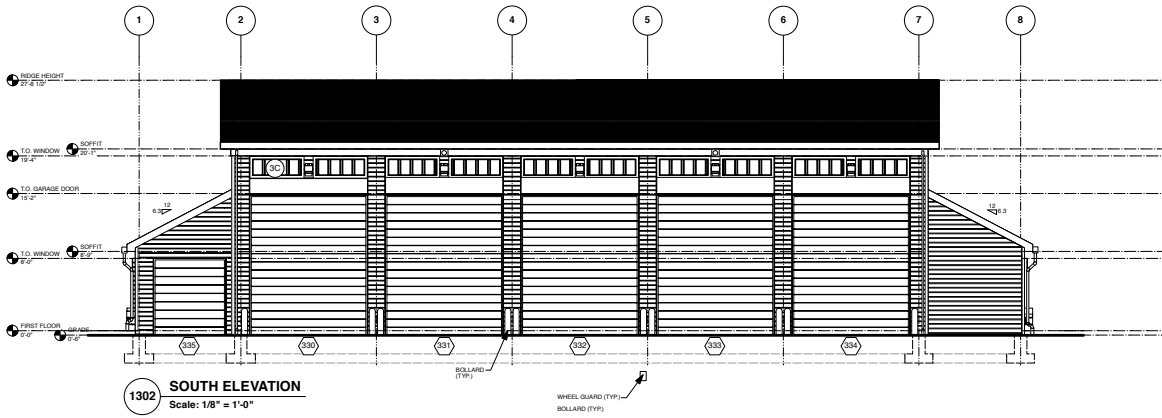 1
2
3
4
5
6
7
8
RIDGE HEIGHT
27'-8 1/2"
SOFFIT
20'-1"
T.O. WINDOW
19'-4"
3C
T.O. GARAGE DOOR
15'-2"
12
6.3
12
6.3
SOFFIT
8'-9"
T.O. WINDOW
8'-0"
FIRST FLOOR
0'-0"
GRADE
0'-6"
335
330
331
332
333
334
BOLLARD
(TYP.)
WHEEL GUARD (TYP.)
BOLLARD (TYP.)
1302
SOUTH ELEVATION
Scale: 1/8" = 1'-0"